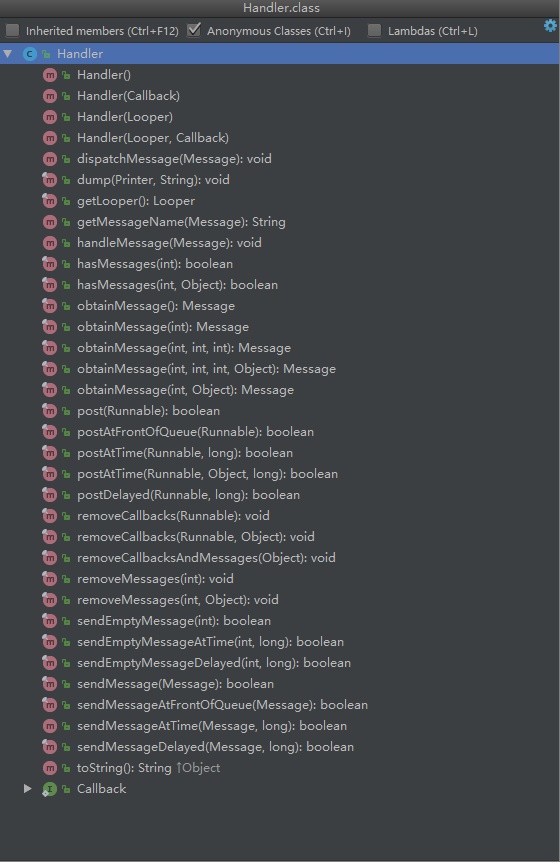 Handler.class
Inherited members (Ctrl+F12) Anonymous Classes (Ctrl+I) Lambdas (Ctrl+L)
Handler
Handler()
Handler(Callback)
Handler(Looper)
Handler(Looper, Callback)
dispatchMessage(Message): void
dump(Printer, String): void
getLooper(): Looper
getMessageName(Message): String
handleMessage(Message): void
hasMessages(int): boolean
hasMessages(int, Object): boolean
obtainMessage(): Message
obtainMessage(int): Message
obtainMessage(int, int, int): Message
obtainMessage(int, int, int, Object): Message
obtainMessage(int, Object): Message
post(Runnable): boolean
postAtFrontOfQueue(Runnable): boolean
postAtTime(Runnable, long): boolean
postAtTime(Runnable, Object, long): boolean
postDelayed(Runnable, long): boolean
removeCallbacks(Runnable): void
removeCallbacks(Runnable, Object): void
removeCallbacksAndMessages(Object): void
removeMessages(int): void
removeMessages(int, Object): void
sendEmptyMessage(int): boolean
sendEmptyMessageAtTime(int, long): boolean
sendEmptyMessageDelayed(int, long): boolean
sendMessage(Message): boolean
sendMessageAtFrontOfQueue(Message): boolean
sendMessageAtTime(Message, long): boolean
sendMessageDelayed(Message, long): boolean
toString(): String ↑Object
Callback